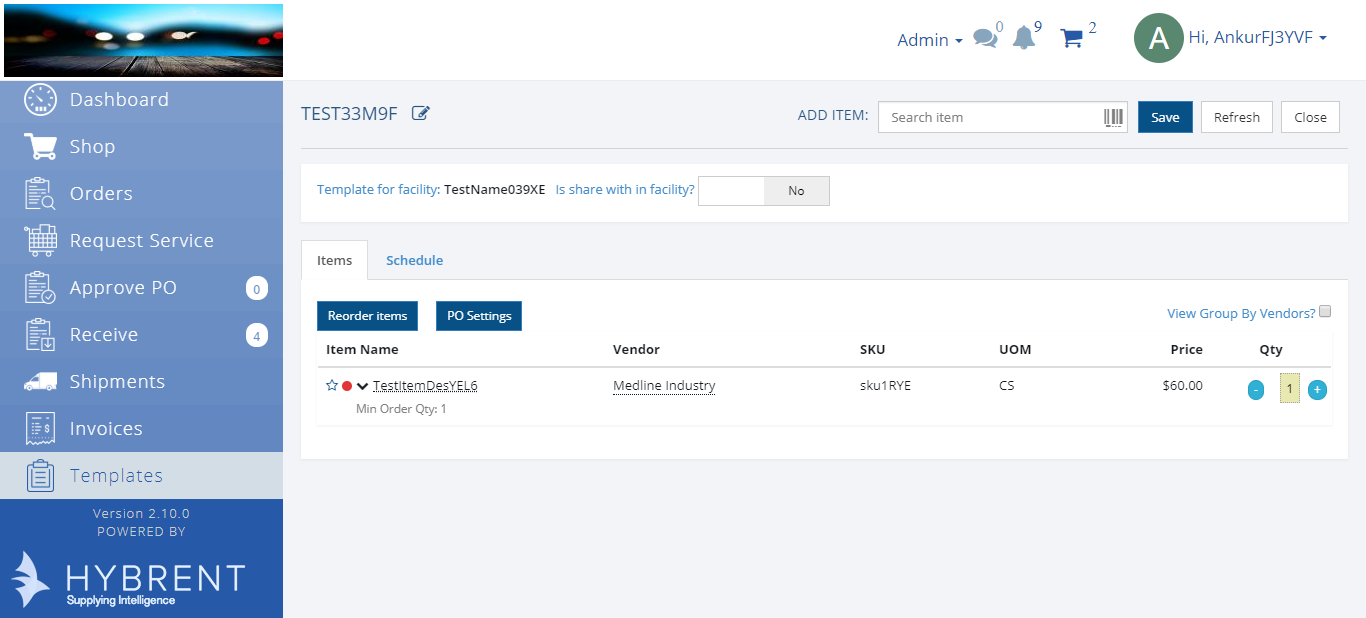 Admin 0 9 2 A Hi, AnkurFJ3YVF
Dashboard
Shop
Orders
Request Service
Approve PO 0
Receive 4
Shipments
Invoices
Templates
Version 2.10.0
POWERED BY
HYBRENT
Supplying Intelligence
TEST33M9F ADD ITEM: Search item Save Refresh Close
Template for facility: TestName039XE Is share with in facility? No
Items Schedule
Reorder items PO Settings View Group By Vendors?
Item Name Vendor SKU UOM Price Qty
TestItemDesYEL6 Medline Industry sku1RYE CS $60.00 - 1 +
Min Order Qty: 1